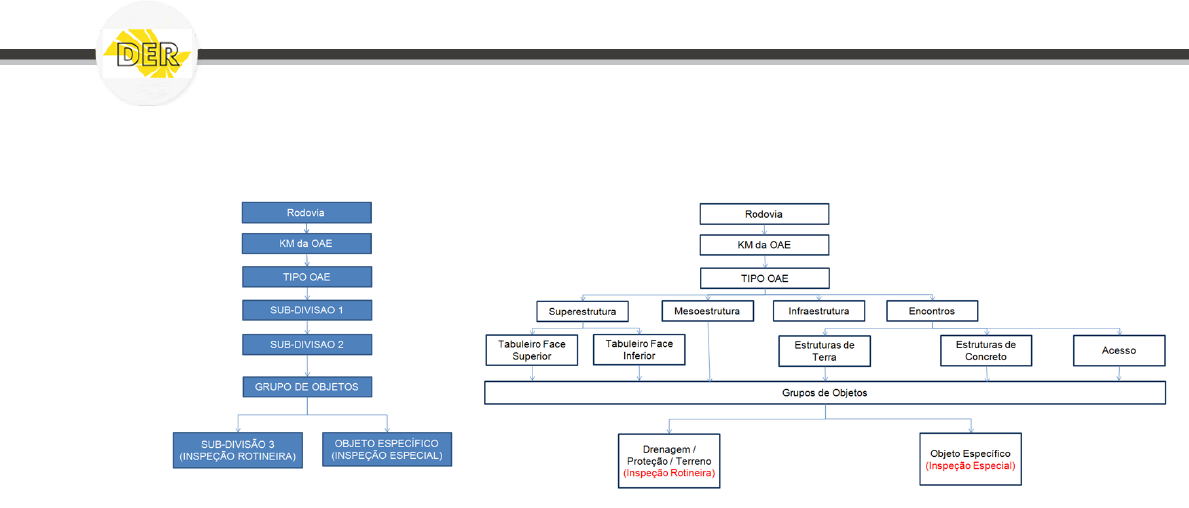 DER
Rodovia
KM da OAE
TIPO OAE
SUB-DIVISAO 1
SUB-DIVISAO 2
GRUPO DE OBJETOS
SUB-DIVISÃO 3
(INSPEÇÃO ROTINEIRA)
OBJETO ESPECÍFICO
(INSPEÇÃO ESPECIAL)
Rodovia
KM da OAE
TIPO OAE
Superestrutura
Mesoestrutura
Infraestrutura
Encontros
Tabuleiro Face
Superior
Tabuleiro Face
Inferior
Estruturas de
Terra
Estruturas de
Concreto
Acesso
Grupos de Objetos
Drenagem /
Proteção / Terreno
(Inspeção Rotineira)
Objeto Específico
(Inspeção Especial)